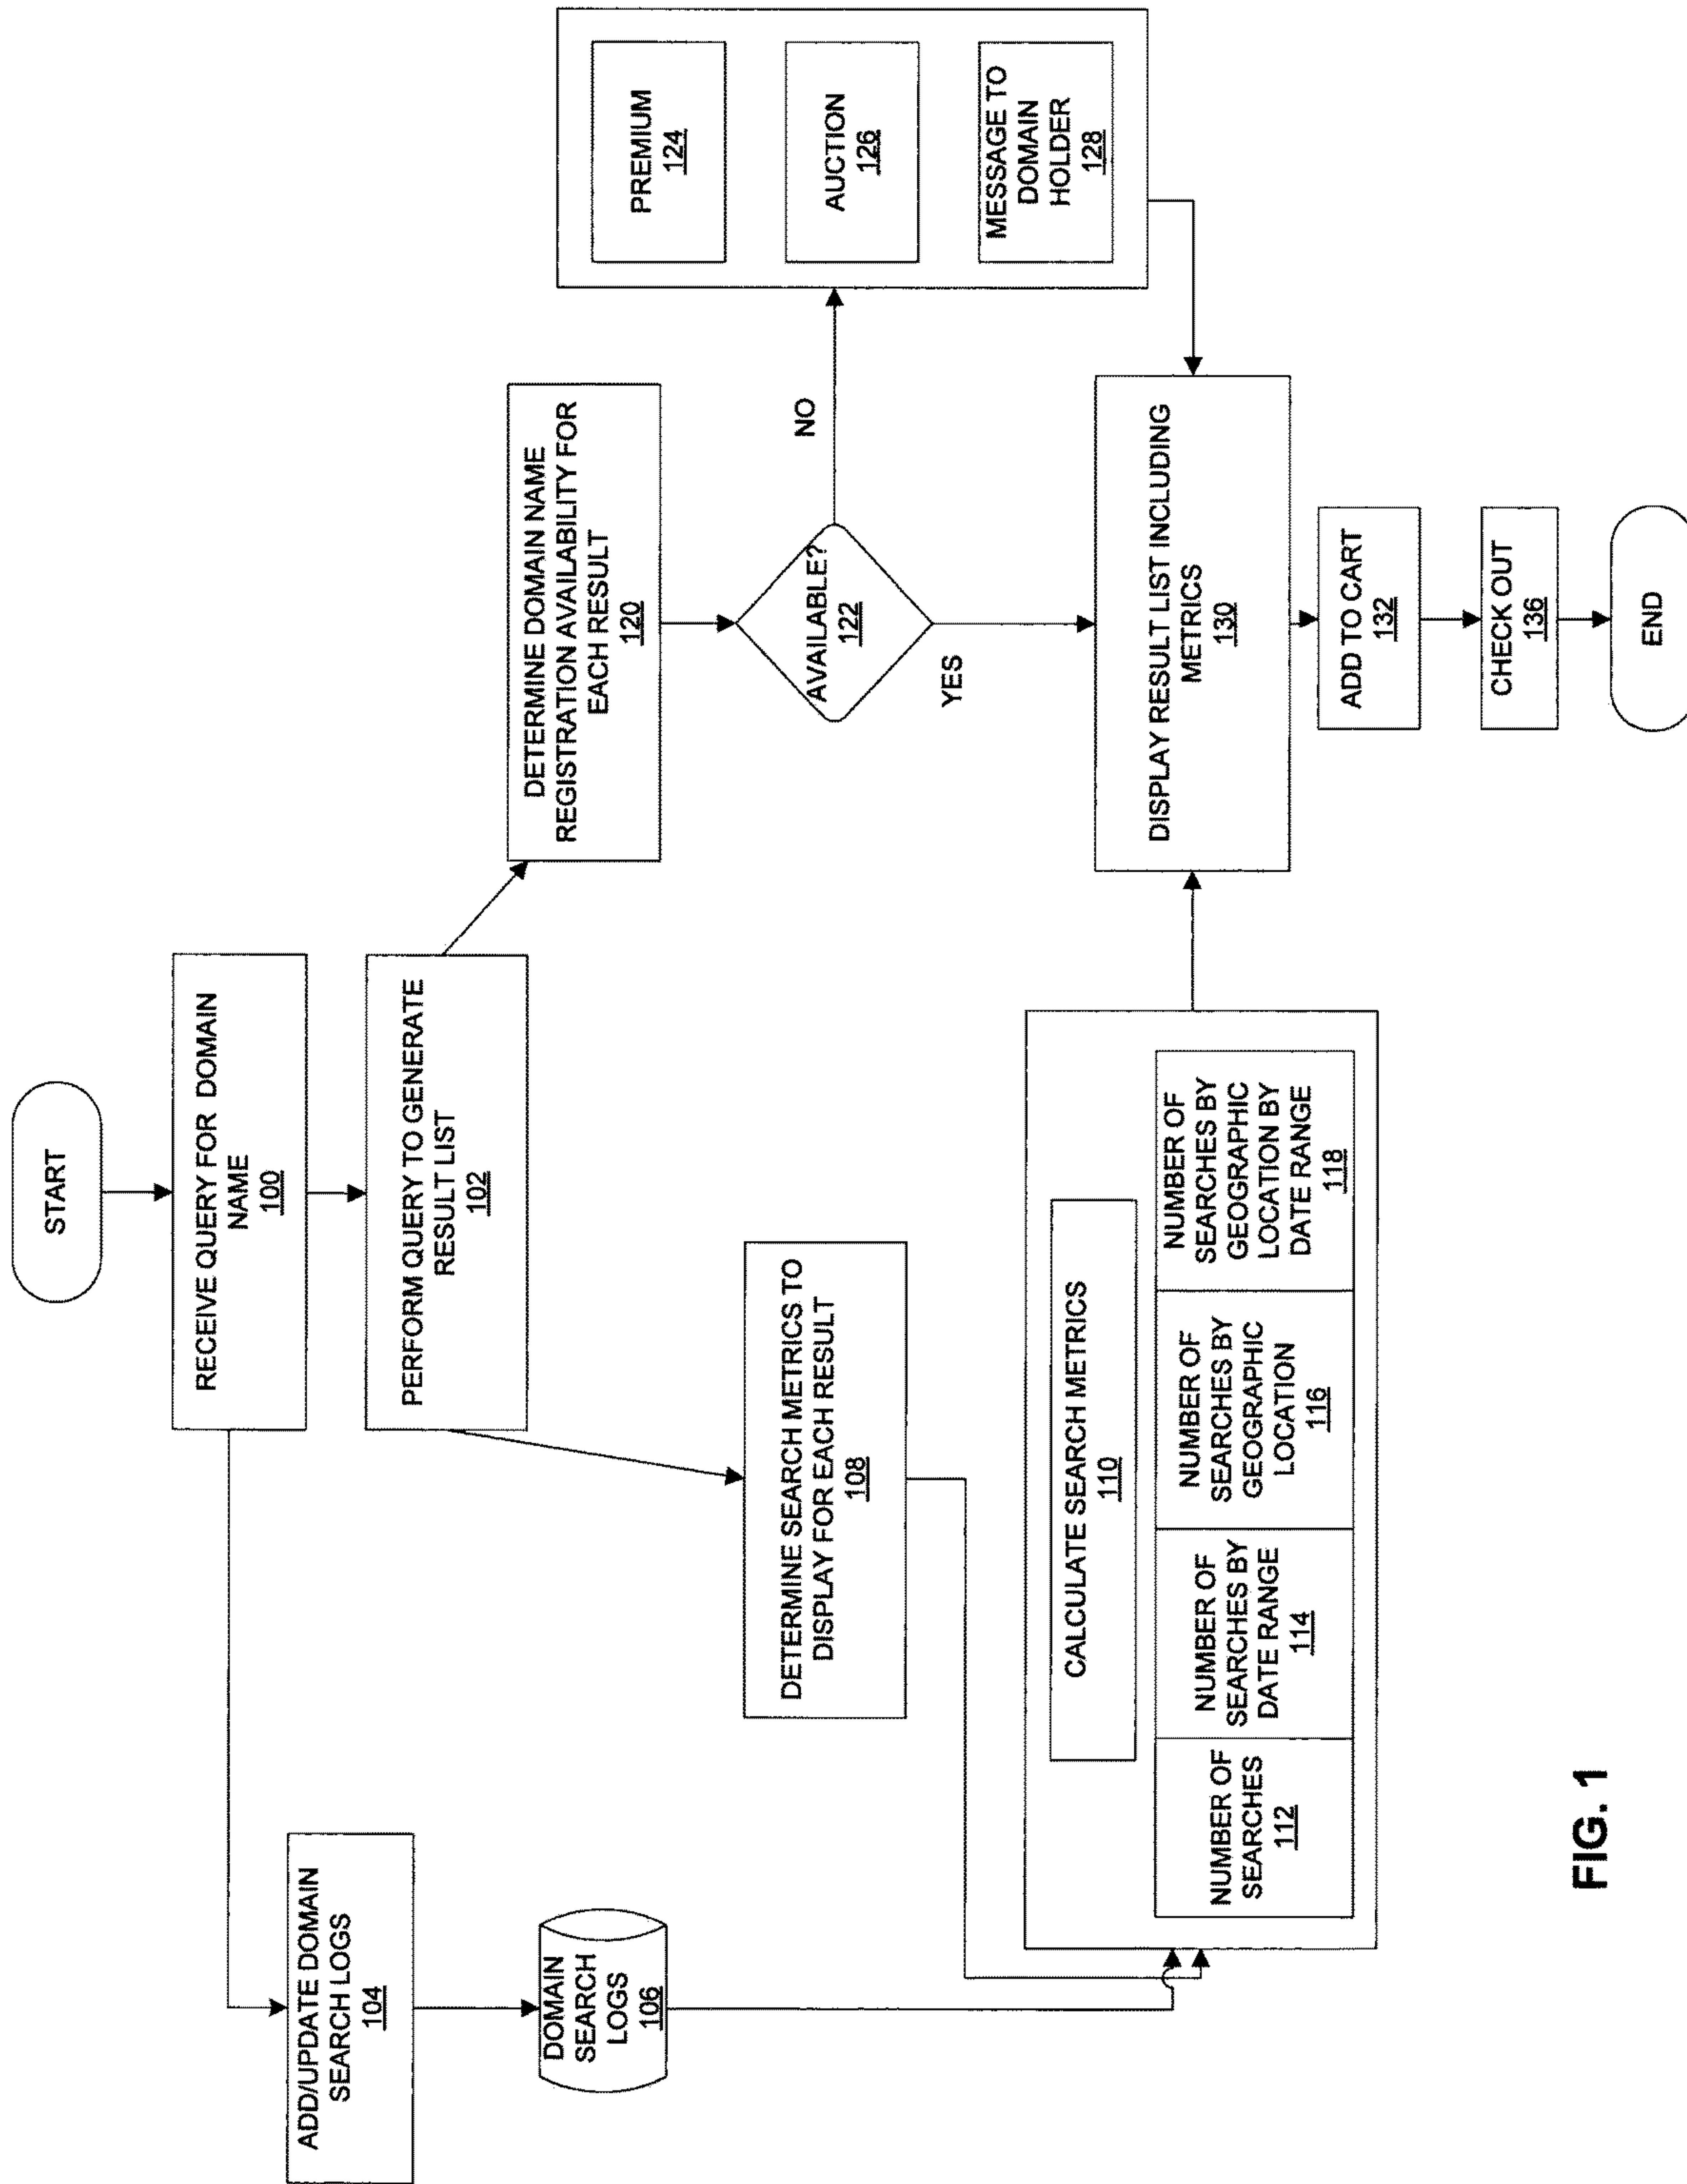 START
RECEIVE QUERY FOR DOMAIN
NAME
100
PERFORM QUERY TO GENERATE
RESULT LIST
102
ADD/UPDATE DOMAIN
SEARCH LOGS
104
DOMAIN
SEARCH
LOGS
106
DETERMINE SEARCH METRICS TO
DISPLAY FOR EACH RESULT
108
CALCULATE SEARCH METRICS
110
NUMBER OF
SEARCHES
112
NUMBER OF
SEARCHES BY
DATE RANGE
114
NUMBER OF
SEARCHES BY
GEOGRAPHIC
LOCATION
116
NUMBER OF
SEARCHES BY
GEOGRAPHIC
LOCATION BY
DATE RANGE
118
DETERMINE DOMAIN NAME
REGISTRATION AVAILABILITY FOR
EACH RESULT
120
AVAILABLE?
122
NO
YES
PREMIUM
124
AUCTION
126
MESSAGE TO
DOMAIN
HOLDER
128
DISPLAY RESULT LIST INCLUDING
METRICS
130
ADD TO CART
132
CHECK OUT
136
END
FIG. 1